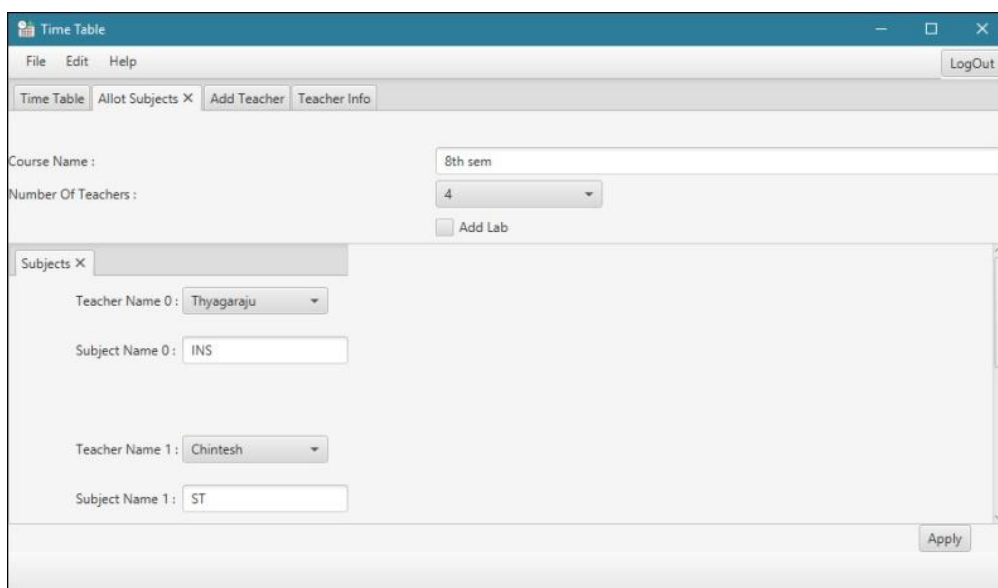 Time Table
File Edit Help LogOut
Time Table Allot Subjects X Add Teacher Teacher Info
Course Name : 8th sem
Number Of Teachers : 4
Add Lab
Subjects X
Teacher Name 0 : Thyagaraju
Subject Name 0 : INS
Teacher Name 1 : Chintesh
Subject Name 1 : ST
Apply